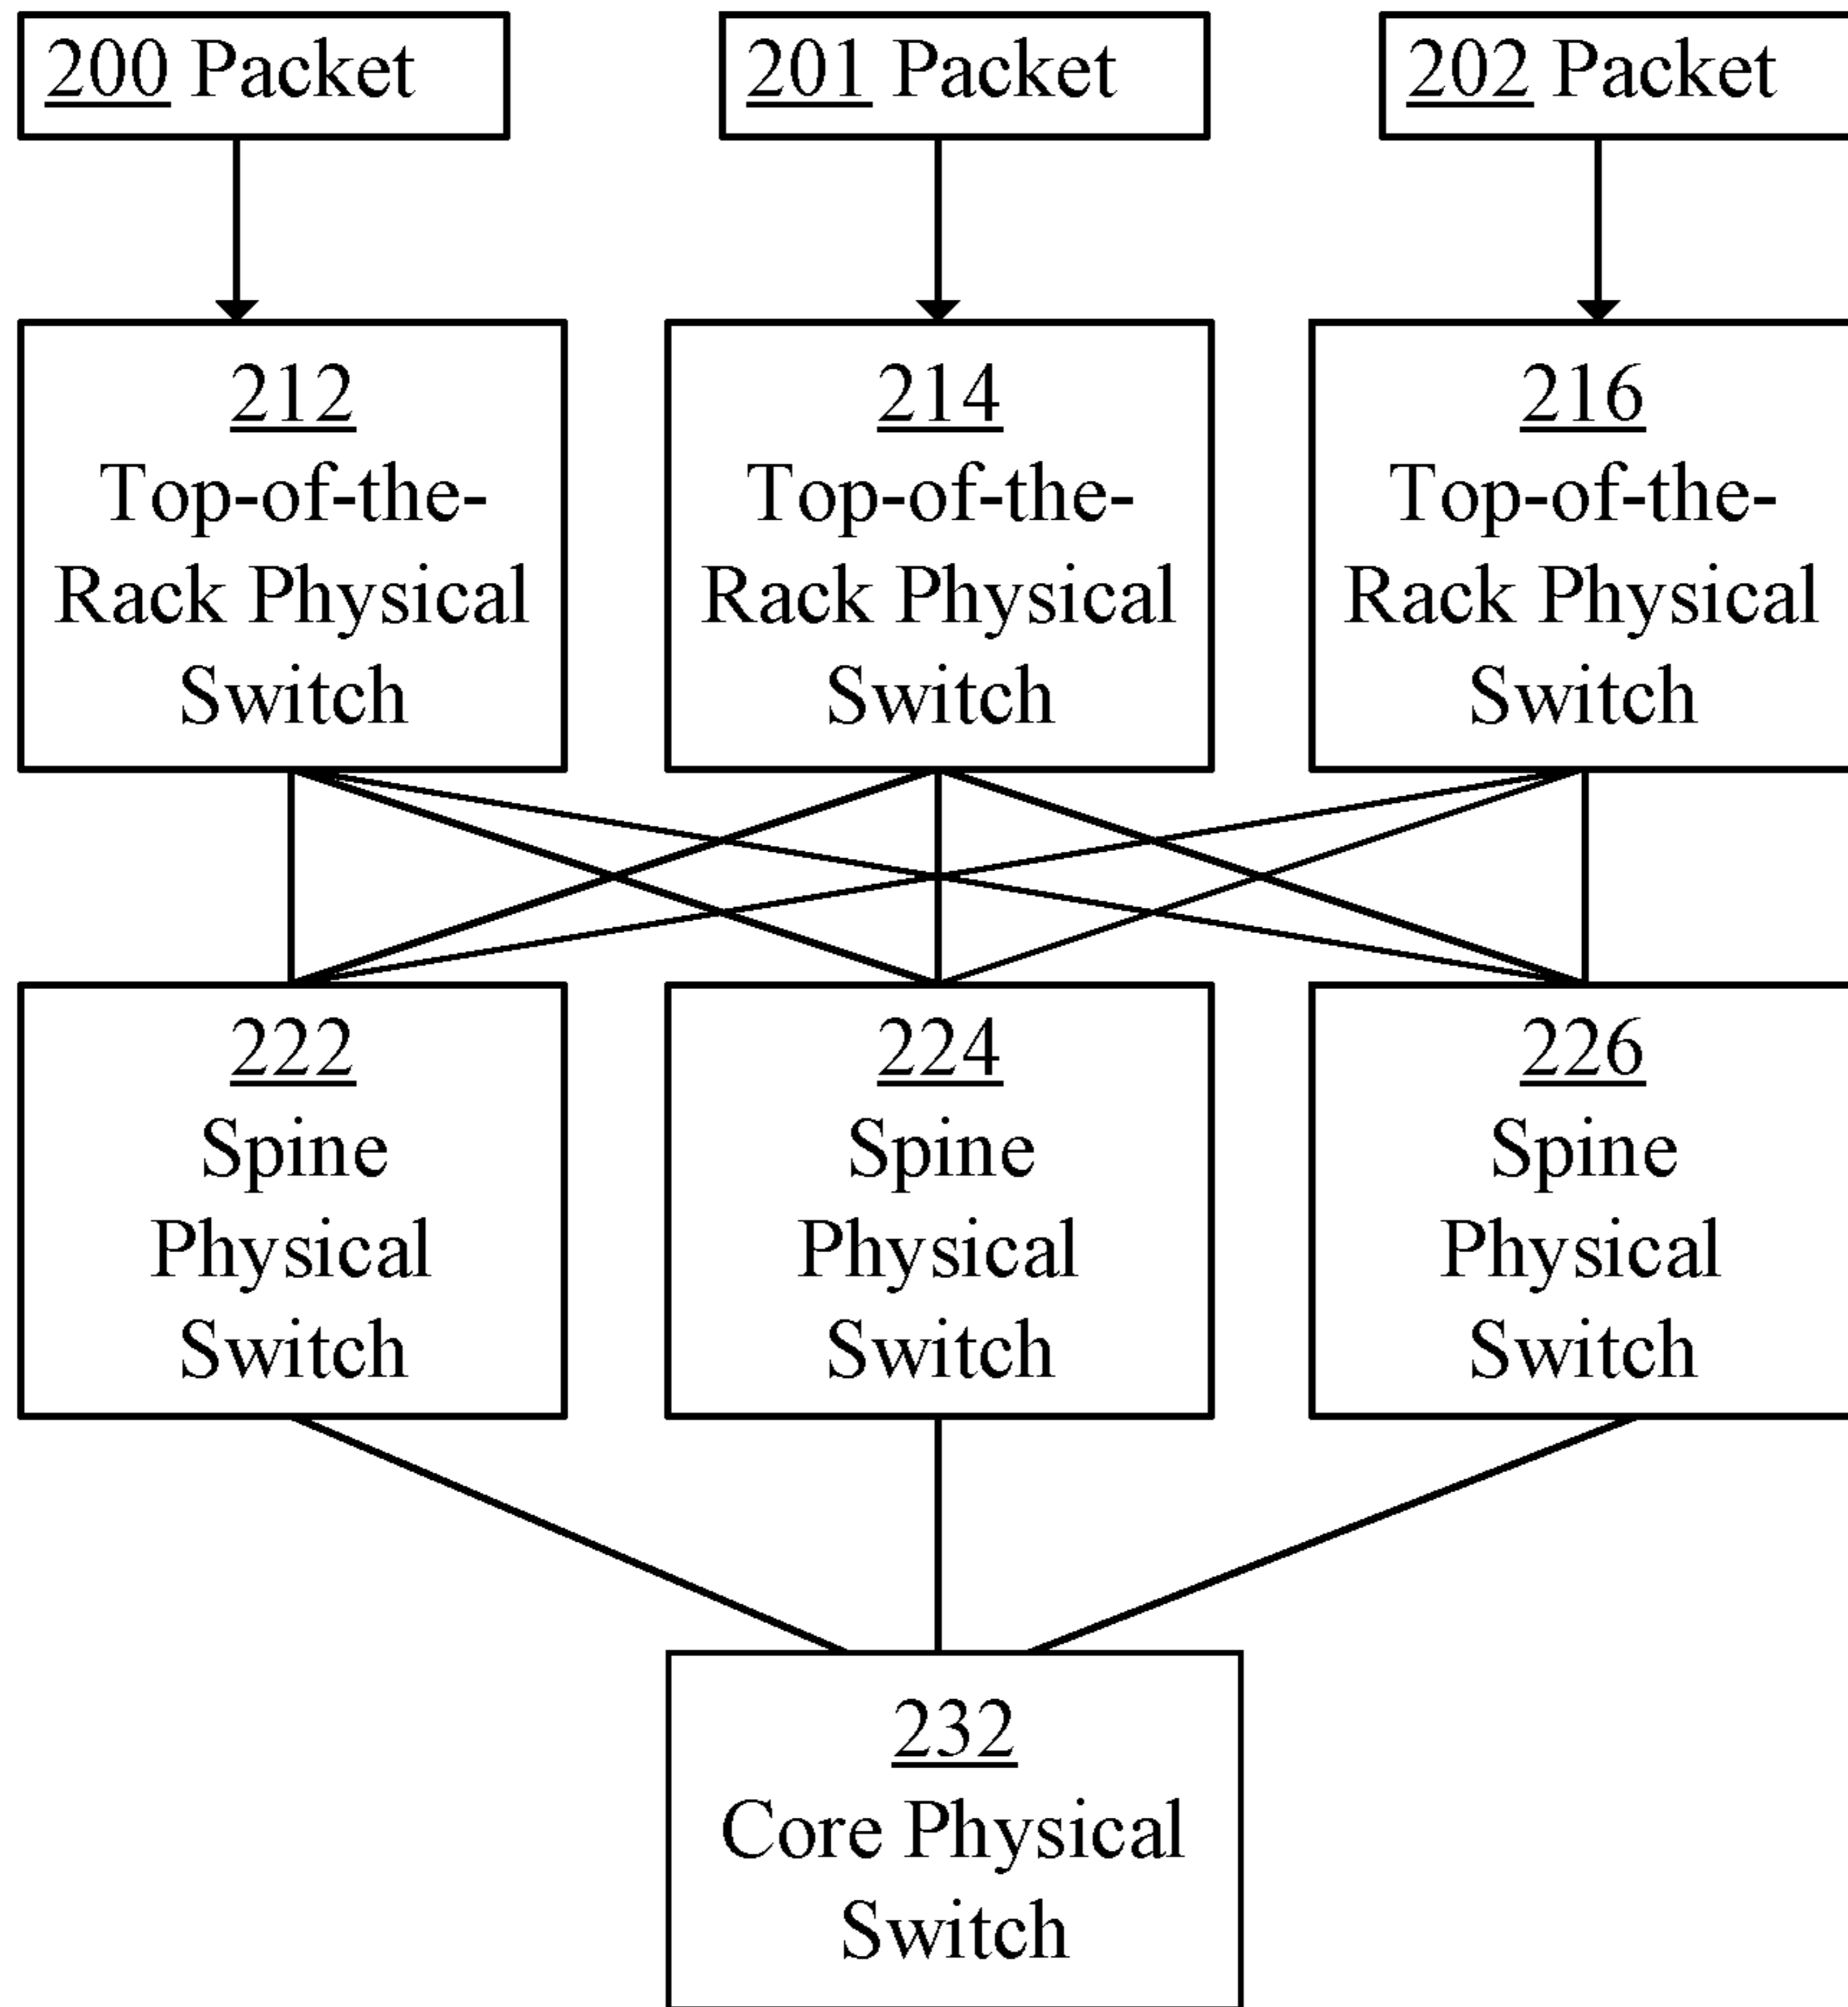 200 Packet
201 Packet
202 Packet
212
Top-of-the-
Rack Physical
Switch
214
Top-of-the-
Rack Physical
Switch
216
Top-of-the-
Rack Physical
Switch
222
Spine
Physical
Switch
224
Spine
Physical
Switch
226
Spine
Physical
Switch
232
Core Physical
Switch